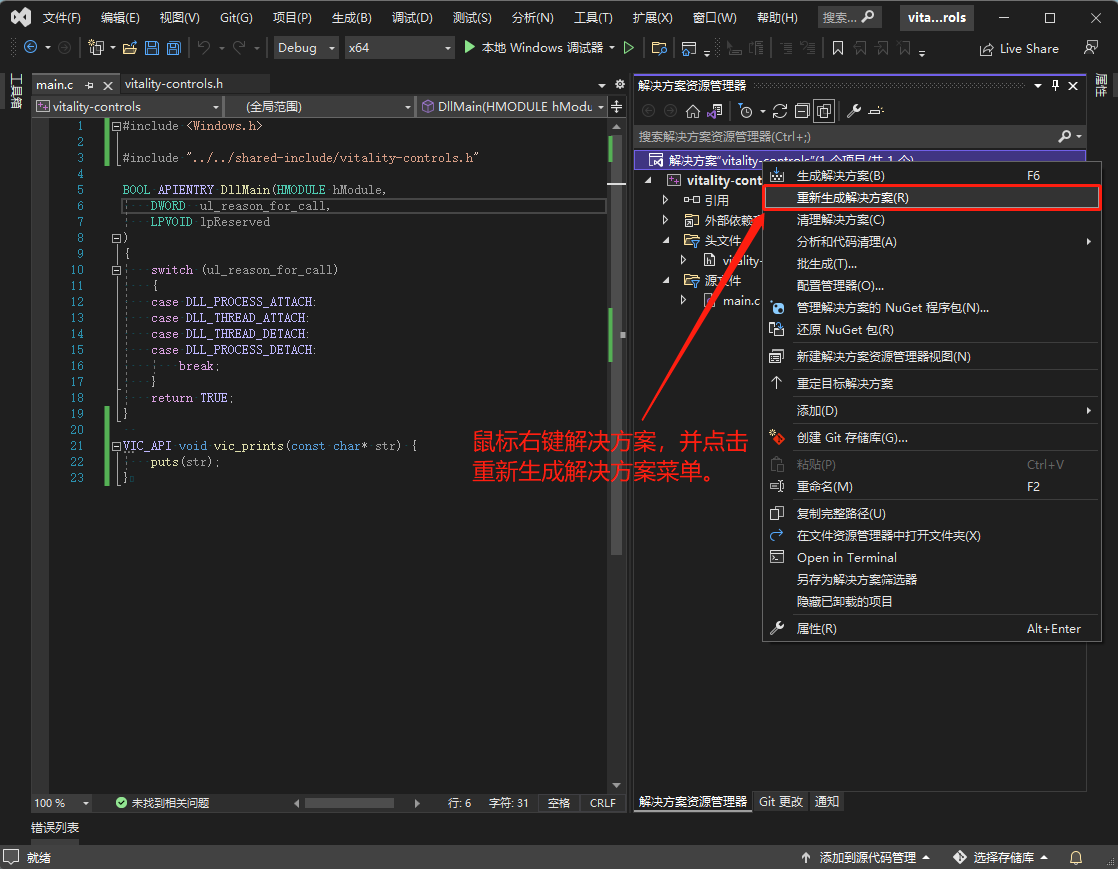 文件(F) 编辑(E) 视图(V) Git(G) 项目(P) 生成(B) 调试(D) 测试(S) 分析(N) 工具(T) 扩展(X) 窗口(W) 帮助(H) 搜索... vita...rols
Debug x64 本地 Windows 调试器 Live Share
工具箱
main.c vitality-controls.h
vitality-controls (全局范围) DllMain(HMODULE hModu
1 #include <Windows.h>
2
3 #include "../../shared-include/vitality-controls.h"
4
5 BOOL APIENTRY DllMain(HMODULE hModule,
6 DWORD ul_reason_for_call,
7 LPVOID lpReserved
8 )
9 {
10 switch (ul_reason_for_call)
11 {
12 case DLL_PROCESS_ATTACH:
13 case DLL_THREAD_ATTACH:
14 case DLL_THREAD_DETACH:
15 case DLL_PROCESS_DETACH:
16 break;
17 }
18 return TRUE;
19 }
20
21 VIC_API void vic_prints(const char* str) {
22 puts(str);
23 }
鼠标右键解决方案，并点击
重新生成解决方案菜单。
100 % 未找到相关问题 行: 6 字符: 31 空格 CRLF
错误列表
解决方案资源管理器
属性
搜索解决方案资源管理器(Ctrl+;)
解决方案"vitality-controls"(1 个项目/共 1 个)
vitality-cont
引用
外部依赖
头文件
vitality-
源文件
main.c
生成解决方案(B) F6
重新生成解决方案(R)
清理解决方案(C)
分析和代码清理(A)
批生成(T)...
配置管理器(O)...
管理解决方案的 NuGet 程序包(N)...
还原 NuGet 包(R)
新建解决方案资源管理器视图(N)
重定目标解决方案
添加(D)
创建 Git 存储库(G)...
粘贴(P) Ctrl+V
重命名(M) F2
复制完整路径(U)
在文件资源管理器中打开文件夹(X)
Open in Terminal
另存为解决方案筛选器
隐藏已卸载的项目
属性(R) Alt+Enter
解决方案资源管理器 Git 更改 通知
就绪 添加到源代码管理 选择存储库